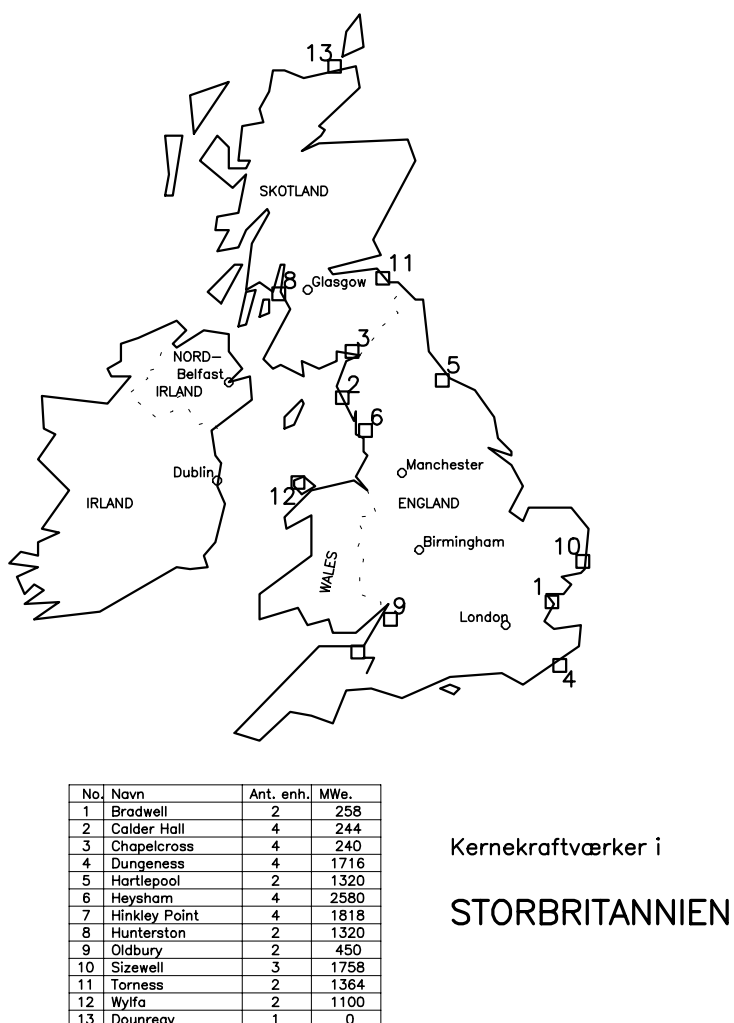 13
SKOTLAND
11
8
Glasgow
3
NORD-
Belfast
IRLAND
5
2
6
Dublin
Manchester
12
IRLAND
ENGLAND
Birmingham
10
WALES
1
9
London
7
4
No. Navn Ant. enh. MWe.
1 Bradwell 2 258
2 Calder Hall 4 244
3 Chapelcross 4 240
4 Dungeness 4 1716
5 Hartlepool 2 1320
6 Heysham 4 2580
7 Hinkley Point 4 1818
8 Hunterston 2 1320
9 Oldbury 2 450
10 Sizewell 3 1758
11 Torness 2 1364
12 Wylfa 2 1100
13 Dounreay 1 0
Kernekraftværker i
STORBRITANNIEN